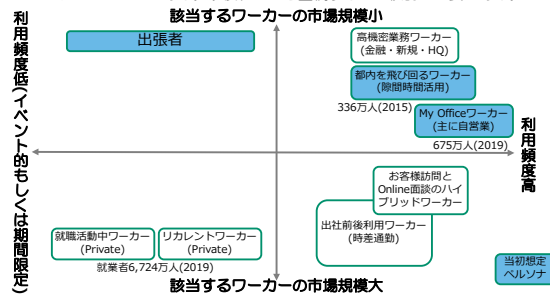 該当するワーカーの市場規模小
出張者
高機密業務ワーカー
(金融・新規・HQ)
都内を飛び回るワーカー
(隙間時間活用)
336万人(2015)
My Officeワーカー
(主に自営業)
675万人(2019)
利用頻度低(イベント的もしくは期間限定)
利用頻度高
お客様訪問と
Online面談のハイ
ブリッドワーカー
出社前後利用ワーカー
(時差通勤)
就職活動中ワーカー
(Private)
リカレントワーカー
(Private)
就業者6,724万人(2019)
該当するワーカーの市場規模大
当初想定
ペルソナ